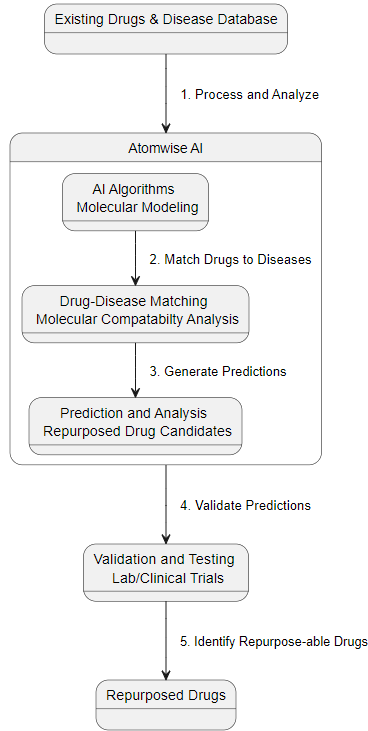 Existing Drugs & Disease Database
1. Process and Analyze
Atomwise AI
AI Algorithms
Molecular Modeling
2. Match Drugs to Diseases
Drug-Disease Matching
Molecular Compatabilty Analysis
3. Generate Predictions
Prediction and Analysis
Repurposed Drug Candidates
4. Validate Predictions
Validation and Testing
Lab/Clinical Trials
5. Identify Repurpose-able Drugs
Repurposed Drugs